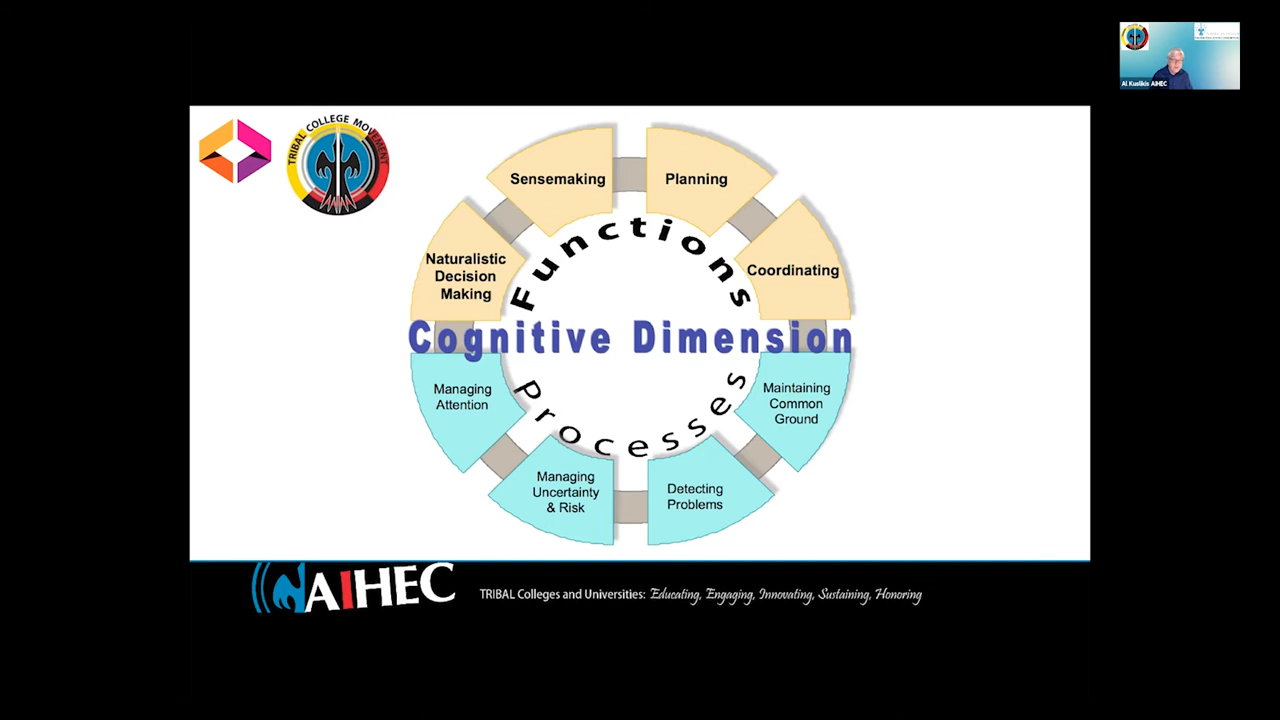 Al Kuslikis AIHEC
TRIBAL COLLEGE MOVEMENT
Sensemaking
Planning
Functions
Naturalistic
Decision
Making
Coordinating
Cognitive Dimension
Managing
Attention
Processes
Maintaining
Common
Ground
Managing
Uncertainty
& Risk
Detecting
Problems
AIHEC
TRIBAL Colleges and Universities: Educating, Engaging, Innovating, Sustaining, Honoring